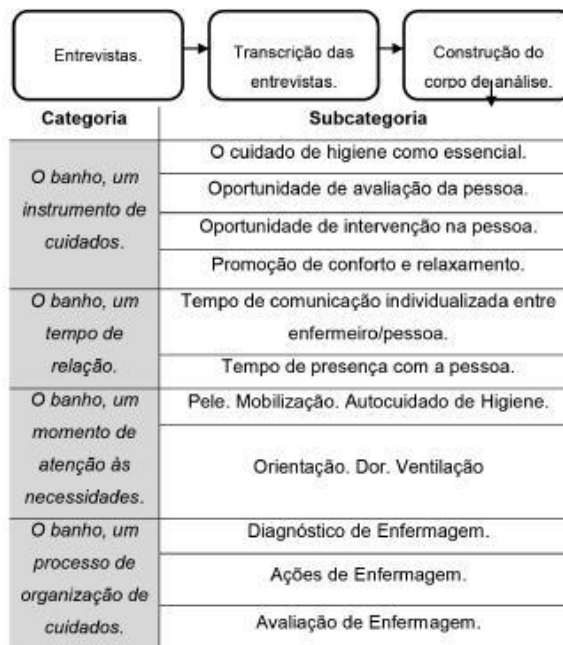 Entrevistas.
Transcrição das
entrevistas.
Construção do
corpo de análise.
Categoria
Subcategoria
O banho, um
instrumento de
cuidados.
O cuidado de higiene como essencial.
Oportunidade de avaliação da pessoa.
Oportunidade de intervenção na pessoa.
Promoção de conforto e relaxamento.
O banho, um
tempo de
relação.
Tempo de comunicação individualizada entre
enfermeiro/pessoa.
Tempo de presença com a pessoa.
O banho, um
momento de
atenção às
necessidades.
Pele. Mobilização. Autocuidado de Higiene.
Orientação. Dor. Ventilação
O banho, um
processo de
organização de
cuidados.
Diagnóstico de Enfermagem.
Ações de Enfermagem.
Avaliação de Enfermagem.